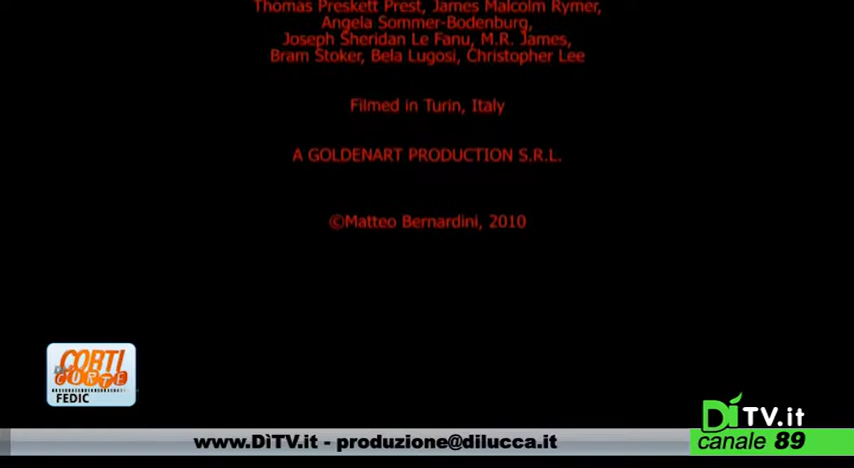 Thomas Preskett Prest, James Malcolm Rymer,
Angela Sommer-Bodenburg,
Joseph Sheridan Le Fanu, M.R. James,
Bram Stoker, Bela Lugosi, Christopher Lee
Filmed in Turin, Italy
A GOLDENART PRODUCTION S.R.L.
©Matteo Bernardini, 2010
CORTI
CORTE
FEDIC
DìTV.it
www.DìTV.it - produzione@dilucca.it
canale 89